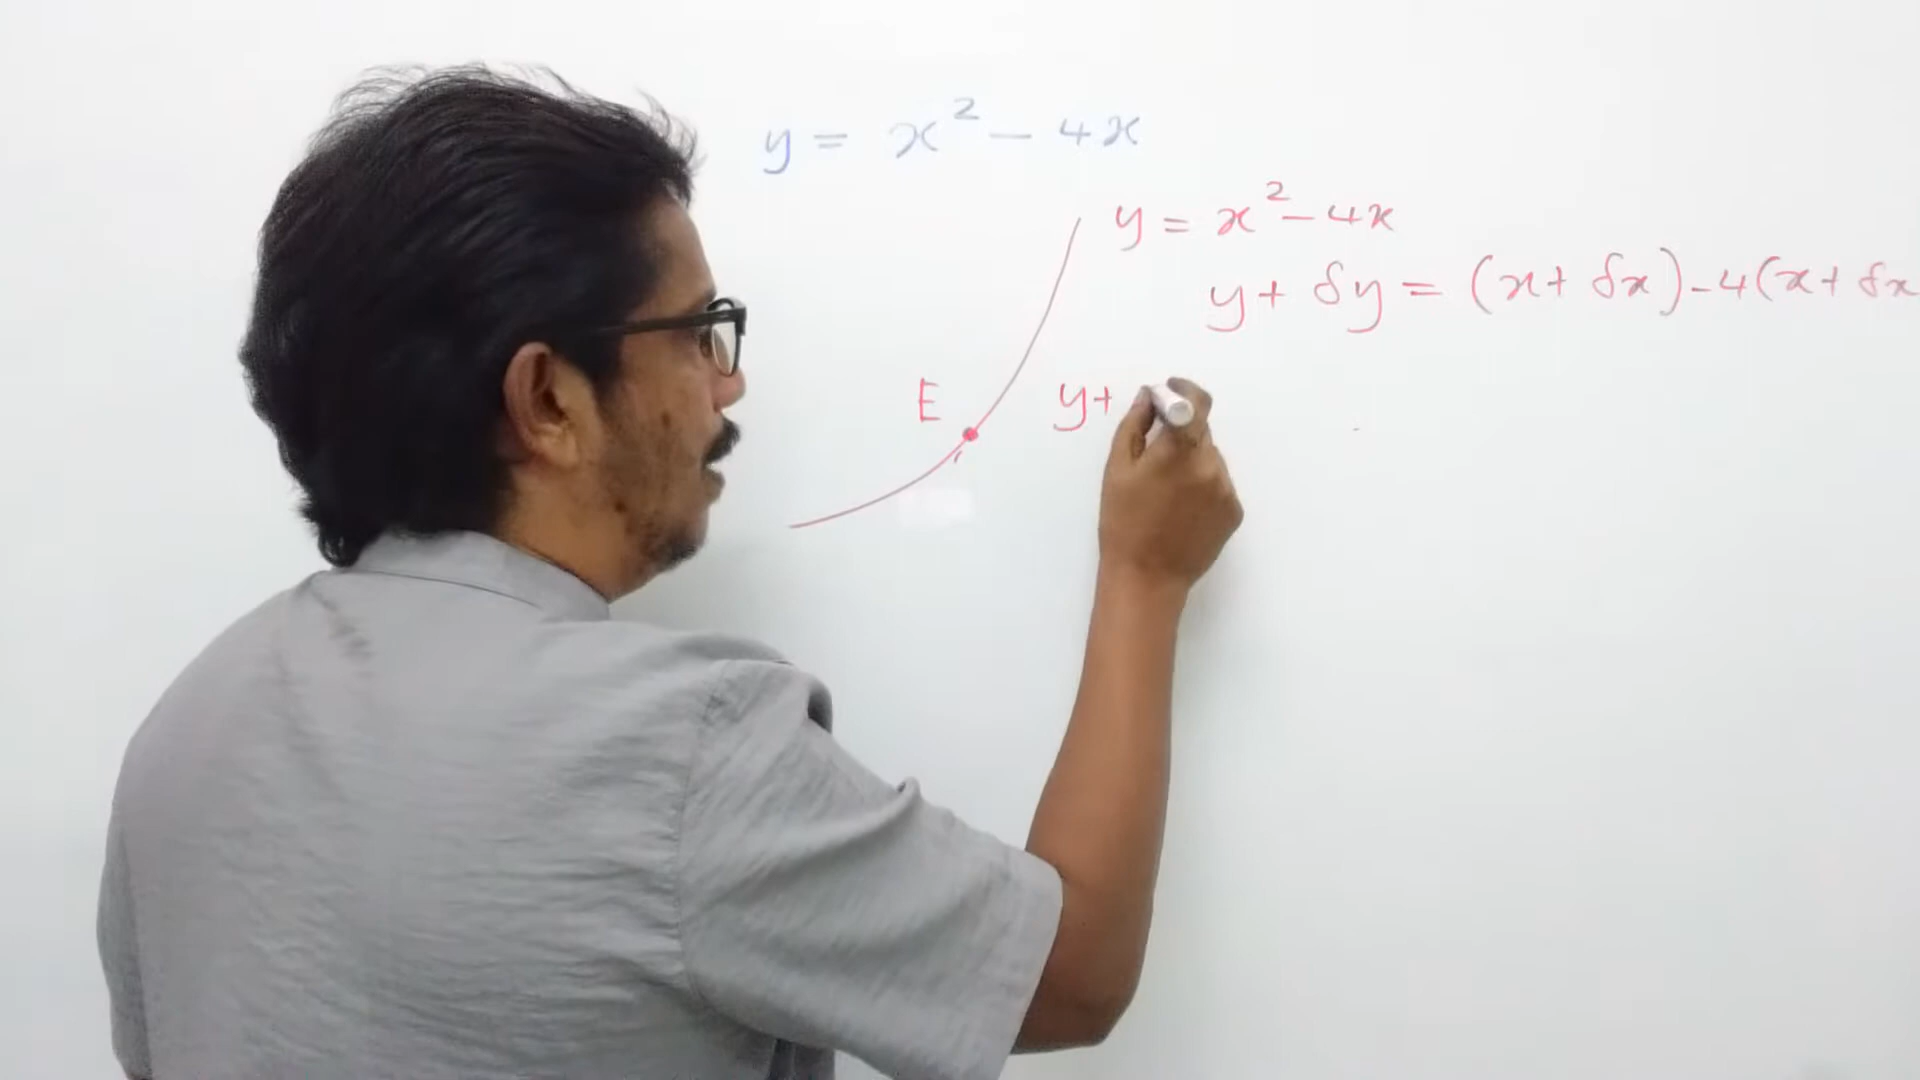 y = x² – 4x
y = x² – 4x
y + δy = (x + δx) – 4(x + δx
E
y +